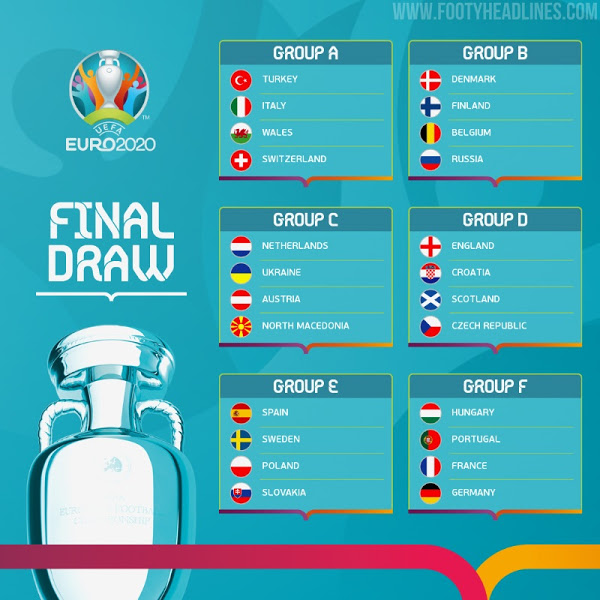 WWW.FOOTYHEADLINES.COM
UEFA
EURO2020
TM
FINAL
DRAW
GROUP A
TURKEY
ITALY
WALES
SWITZERLAND
GROUP B
DENMARK
FINLAND
BELGIUM
RUSSIA
GROUP C
NETHERLANDS
UKRAINE
AUSTRIA
NORTH MACEDONIA
GROUP D
ENGLAND
CROATIA
SCOTLAND
CZECH REPUBLIC
GROUP E
SPAIN
SWEDEN
POLAND
SLOVAKIA
GROUP F
HUNGARY
PORTUGAL
FRANCE
GERMANY